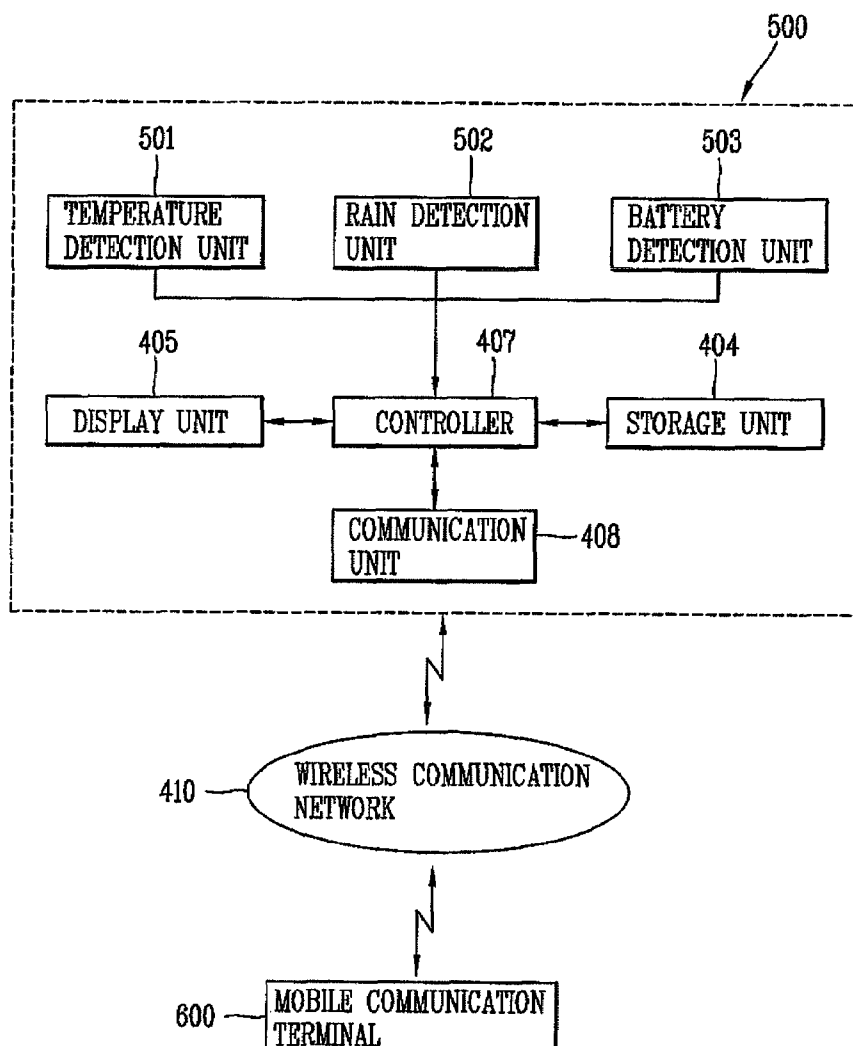 500
501
502
503
TEMPERATURE
DETECTION UNIT
RAIN DETECTION
UNIT
BATTERY
DETECTION UNIT
405
407
404
DISPLAY UNIT
CONTROLLER
STORAGE UNIT
COMMUNICATION
UNIT
408
410
WIRELESS COMMUNICATION
NETWORK
600
MOBILE COMMUNICATION
TERMINAL